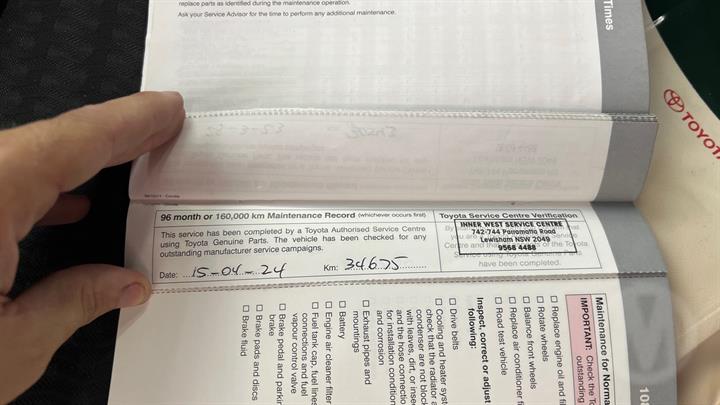 replace parts as identified during the maintenance operation.
Ask your Service Advisor for the time to perform any additional maintenance.
Times
TOYOT
96 month or 160,000 km Maintenance Record (whichever occurs first)
This service has been completed by a Toyota Authorised Service Centre
using Toyota Genuine Parts. The vehicle has been checked for any
outstanding manufacturer service campaigns.
Date: 15-04-24 Km: 34675
Toyota Service Centre Verification
INNER WEST SERVICE CENTRE
742-744 Parramatta Road
Lewisham NSW 2049
9568 4488
have been completed.
Maintenance for Norma
IMPORTANT: Check the T
outstanding
Replace engine oil and
Rotate wheels
Balance front wheels
Replace air conditioner fi
Road test vehicle
Inspect, correct or adjust
following:
Drive belts
Cooling and heater syst
check that the radiator a
condenser are not block
with leaves, dirt, or inse
and the hose connectio
for installation condition
and corrosion
Exhaust pipes and
mountings
Battery
Engine air cleaner filter
Fuel tank cap, fuel lines
connections and fuel
vapour control valve
Brake pedal and parkin
brake
Brake pads and discs
Brake fluid